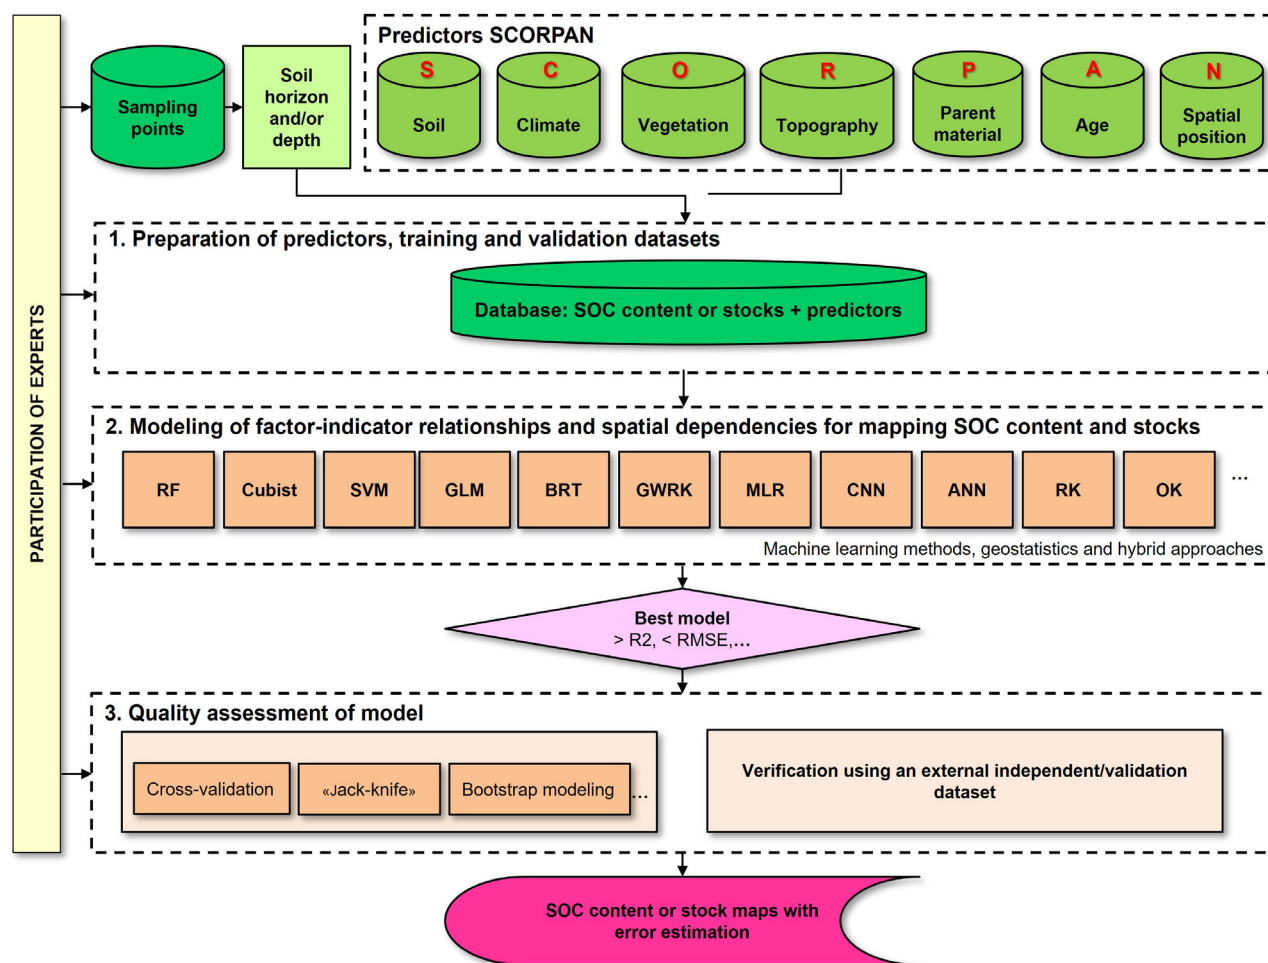 Predictors SCORPAN
Sampling
points
Soil
horizon
and/or
depth
S
Soil
C
Climate
O
Vegetation
R
Topography
P
Parent
material
A
Age
N
Spatial
position
PARTICIPATION OF EXPERTS
1. Preparation of predictors, training and validation datasets
Database: SOC content or stocks + predictors
2. Modeling of factor-indicator relationships and spatial dependencies for mapping SOC content and stocks
RF
Cubist
SVM
GLM
BRT
GWRK
MLR
CNN
ANN
RK
OK
...
Machine learning methods, geostatistics and hybrid approaches
Best model
> R2, < RMSE,...
3. Quality assessment of model
Cross-validation
«Jack-knife»
Bootstrap modeling
...
Verification using an external independent/validation
dataset
SOC content or stock maps with
error estimation